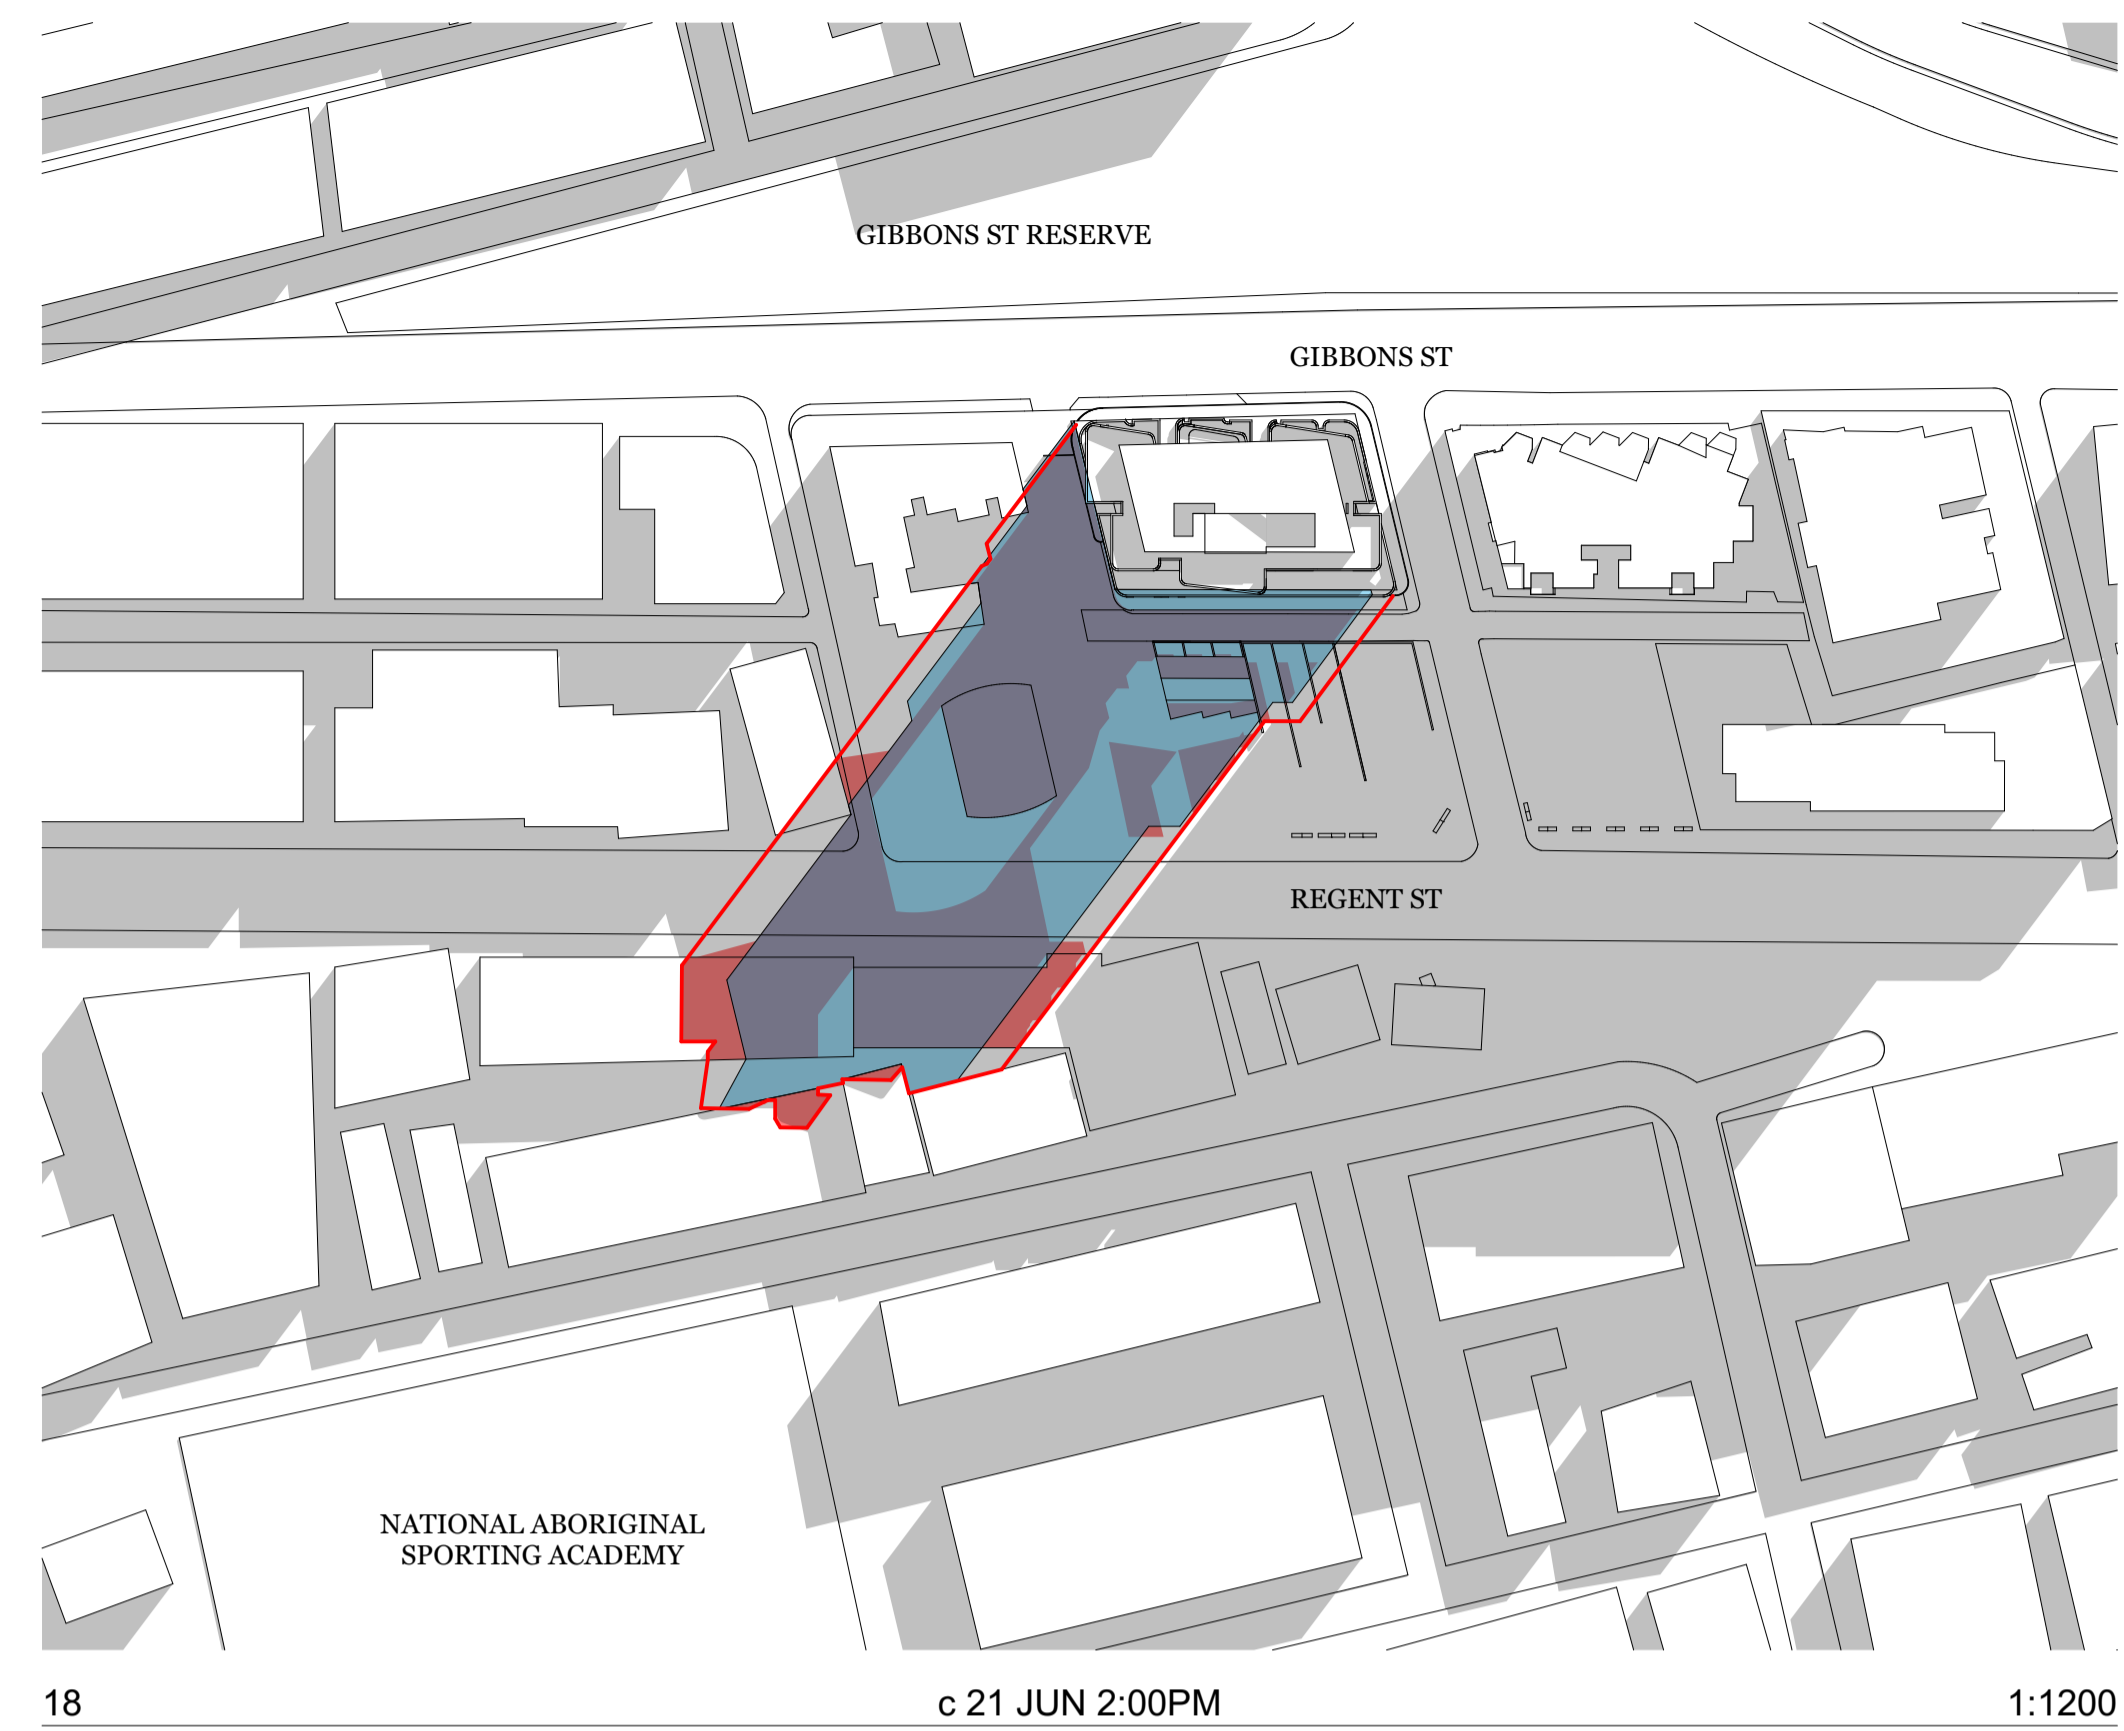 GIBBONS ST RESERVE
GIBBONS ST
REGENT ST
NATIONAL ABORIGINAL
SPORTING ACADEMY
18
c 21 JUN 2:00PM
1:1200